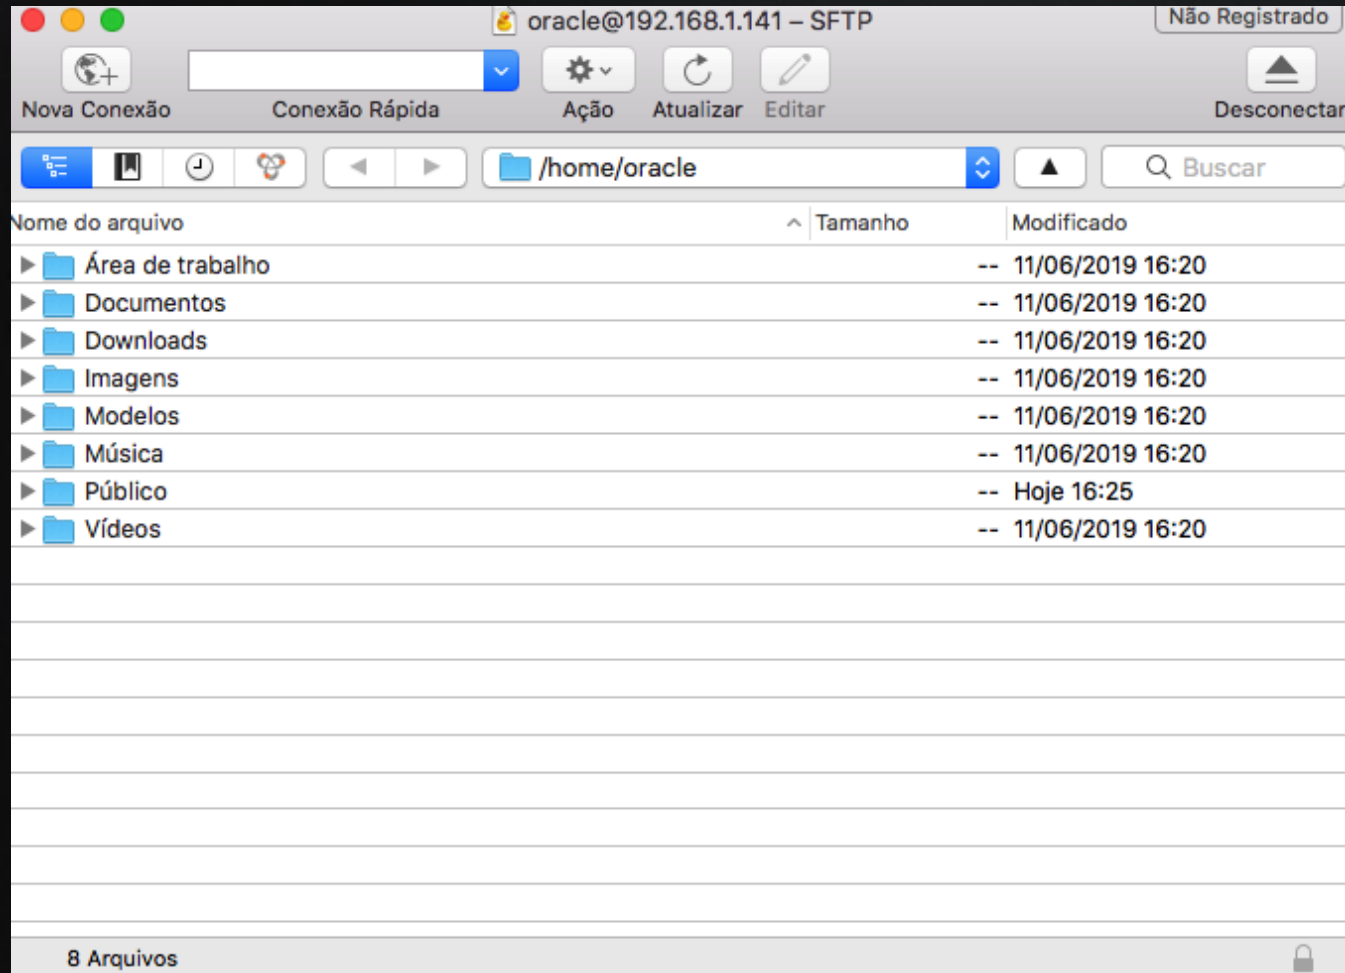 oracle@192.168.1.141 – SFTP
Não Registrado
Nova Conexão
Conexão Rápida
Ação
Atualizar
Editar
Desconectar
/home/oracle
Buscar
Nome do arquivo Tamanho Modificado
Área de trabalho -- 11/06/2019 16:20
Documentos -- 11/06/2019 16:20
Downloads -- 11/06/2019 16:20
Imagens -- 11/06/2019 16:20
Modelos -- 11/06/2019 16:20
Música -- 11/06/2019 16:20
Público -- Hoje 16:25
Vídeos -- 11/06/2019 16:20
8 Arquivos